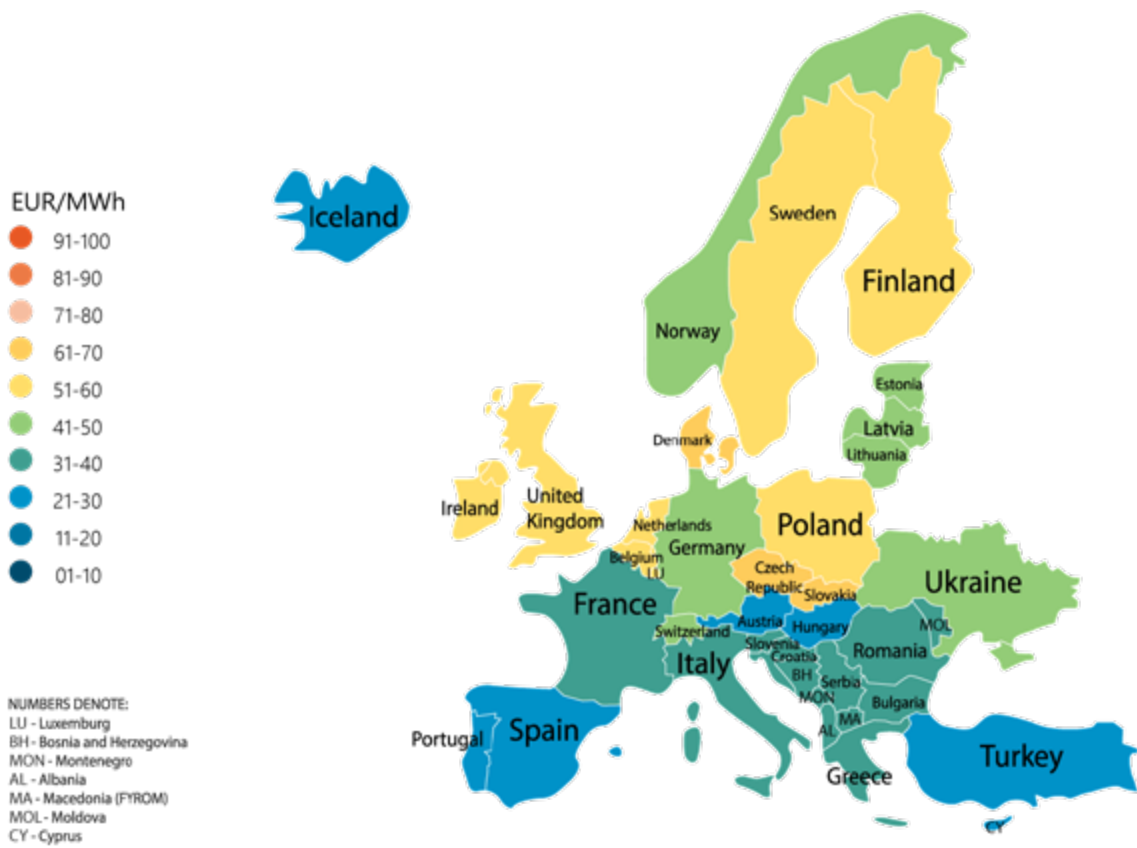 EUR/MWh
91-100
81-90
71-80
61-70
51-60
41-50
31-40
21-30
11-20
01-10
Iceland
Sweden
Finland
Norway
Estonia
Latvia
Lithuania
Denmark
Ireland
United
Kingdom
Netherlands
Belgium
LU
Germany
Poland
Czech
Republic
Slovakia
Ukraine
France
Switzerland
Austria
Hungary
MOL
Slovenia
Croatia
Italy
BH
Romania
Serbia
MON
Bulgaria
MA
AL
Portugal
Spain
Greece
Turkey
CY
NUMBERS DENOTE:
LU - Luxemburg
BH - Bosnia and Herzegovina
MON - Montenegro
AL - Albania
MA - Macedonia (FYROM)
MOL - Moldova
CY - Cyprus